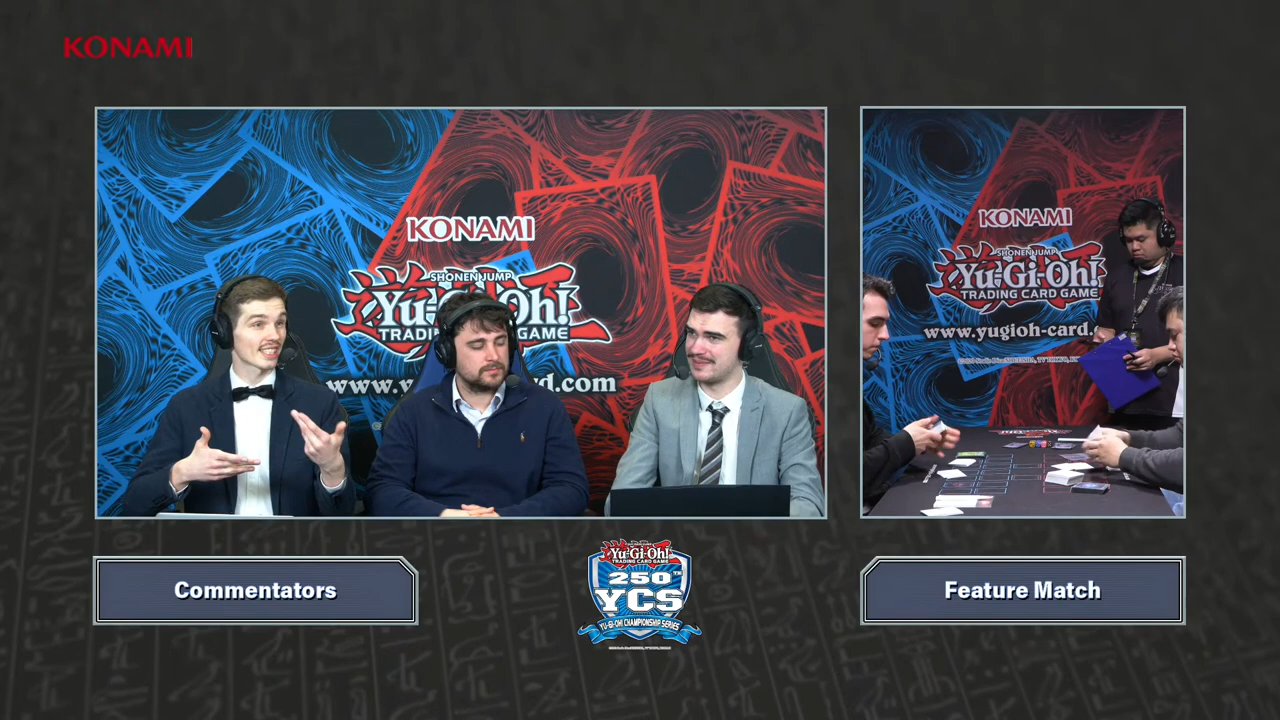 KONAMI
KONAMI
SHONEN JUMP
Yu-Gi-Oh!
TRADING CARD GAME
.com
KONAMI
SHONEN JUMP
Yu-Gi-Oh!
TRADING CARD GAME
www.yugioh-card.
Commentators
Yu-Gi-Oh!
TRADING CARD GAME
250TH
YCS
YU-GI-OH! CHAMPIONSHIP SERIES
Feature Match